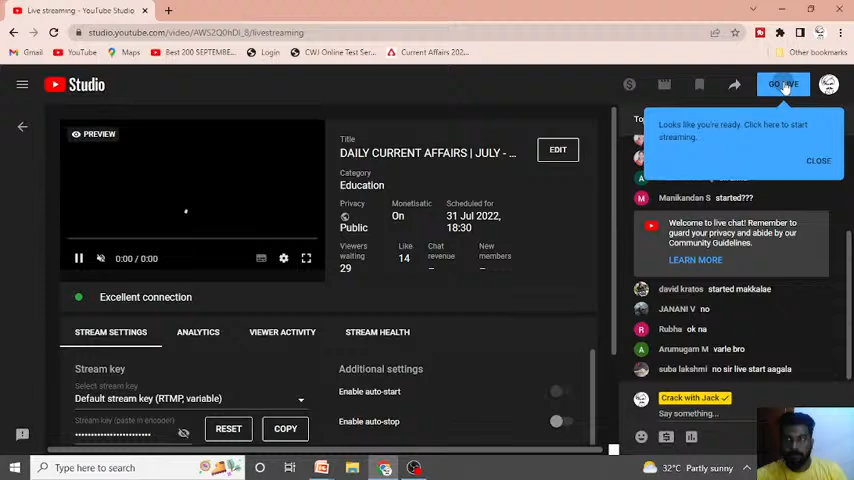 Live streaming - YouTube Studio
studio.youtube.com/video/AWS2Q0hDI_8/livestreaming
Gmail YouTube Maps Best 200 SEPTEMBE... Login CWJ Online Test Ser... Current Affairs 202... Other bookmarks
Studio
GO LIVE
Looks like you're ready. Click here to start
streaming.
CLOSE
PREVIEW
0:00 / 0:00
Title
DAILY CURRENT AFFAIRS | JULY - ...
EDIT
Category
Education
Privacy Monetisatic Scheduled for
Public On 31 Jul 2022,
18:30
Viewers waiting Like Chat revenue New members
29 14 – –
Excellent connection
STREAM SETTINGS ANALYTICS VIEWER ACTIVITY STREAM HEALTH
Stream key
Select stream key
Default stream key (RTMP, variable)
Stream key (paste in encoder)
RESET COPY
Additional settings
Enable auto-start
Enable auto-stop
To
Manikandan S started???
Welcome to live chat! Remember to
guard your privacy and abide by our
Community Guidelines.
LEARN MORE
david kratos started makkalae
JANANI V no
Rubha ok na
Arumugam M varle bro
suba lakshmi no sir live start aagala
Crack with Jack
Say something...
Type here to search
32°C Partly sunny